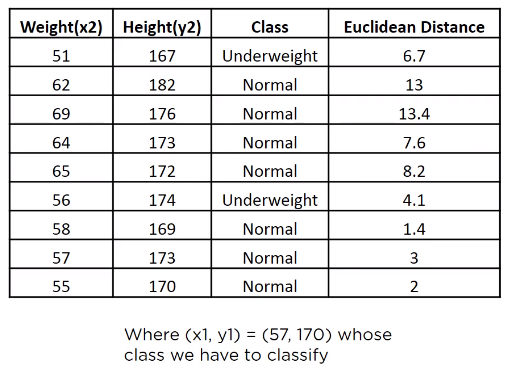 Weight(x2) Height(y2) Class Euclidean Distance
51 167 Underweight 6.7
62 182 Normal 13
69 176 Normal 13.4
64 173 Normal 7.6
65 172 Normal 8.2
56 174 Underweight 4.1
58 169 Normal 1.4
57 173 Normal 3
55 170 Normal 2
Where (x1, y1) = (57, 170) whose
class we have to classify